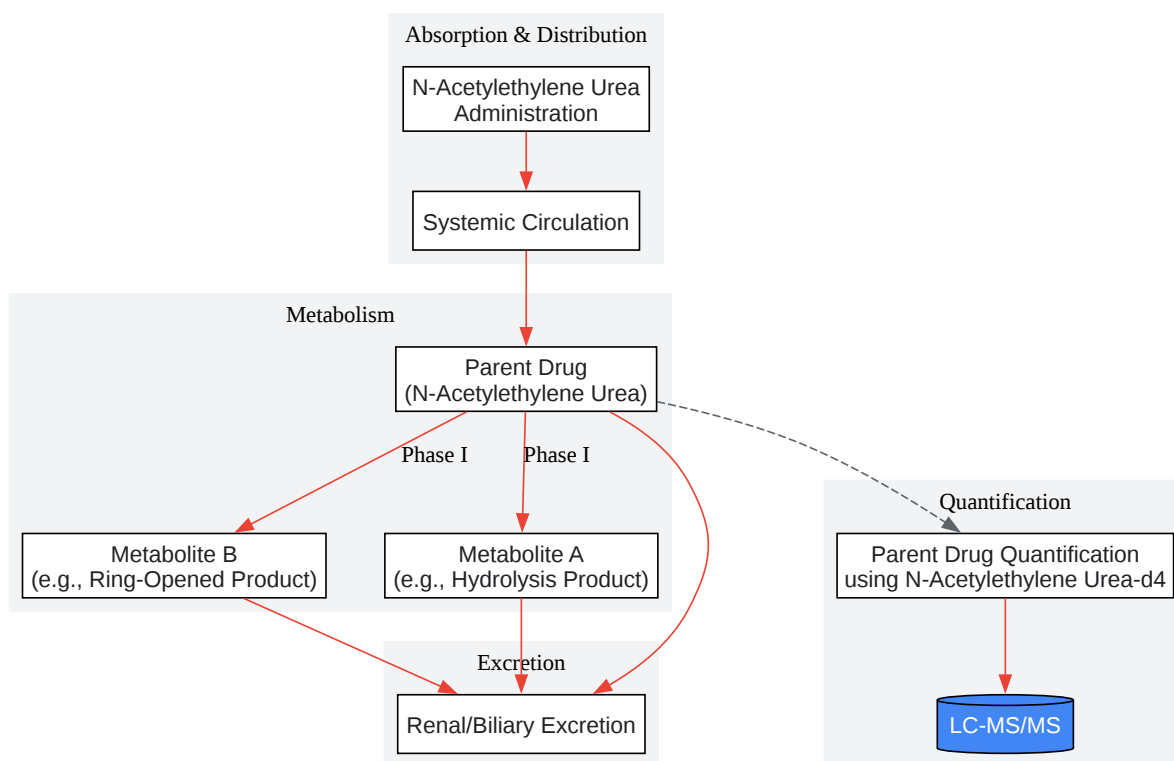 Absorption & Distribution
N-Acetylethylene Urea
Administration
Systemic Circulation
Metabolism
Parent Drug
(N-Acetylethylene Urea)
Phase I
Phase I
Quantification
Metabolite B
(e.g., Ring-Opened Product)
Metabolite A
(e.g., Hydrolysis Product)
Parent Drug Quantification
using N-Acetylethylene Urea-d4
Excretion
Renal/Biliary Excretion
LC-MS/MS